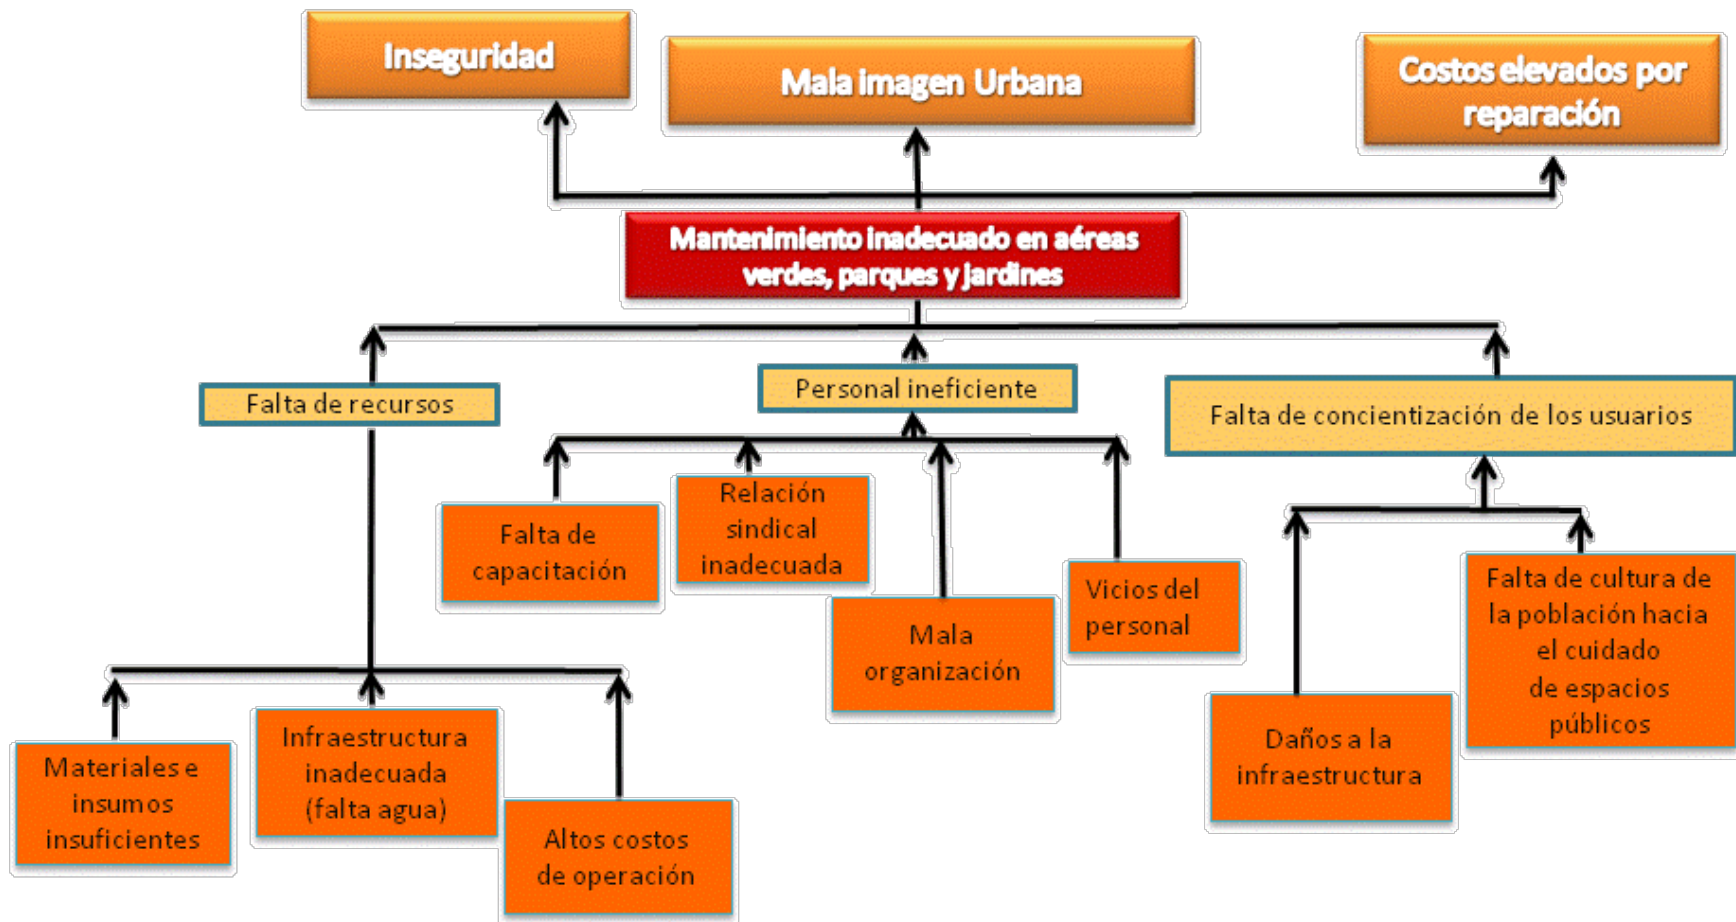 Inseguridad
Mala imagen Urbana
Costos elevados por
reparación
Mantenimiento inadecuado en aéreas
verdes, parques y jardines
Falta de recursos
Personal ineficiente
Falta de concientización de los usuarios
Falta de
capacitación
Relación
sindical
inadecuada
Mala
organización
Vicios del
personal
Falta de cultura de
la población hacia
el cuidado
de espacios
públicos
Daños a la
infraestructura
Materiales e
insumos
insuficientes
Infraestructura
inadecuada
(falta agua)
Altos costos
de operación